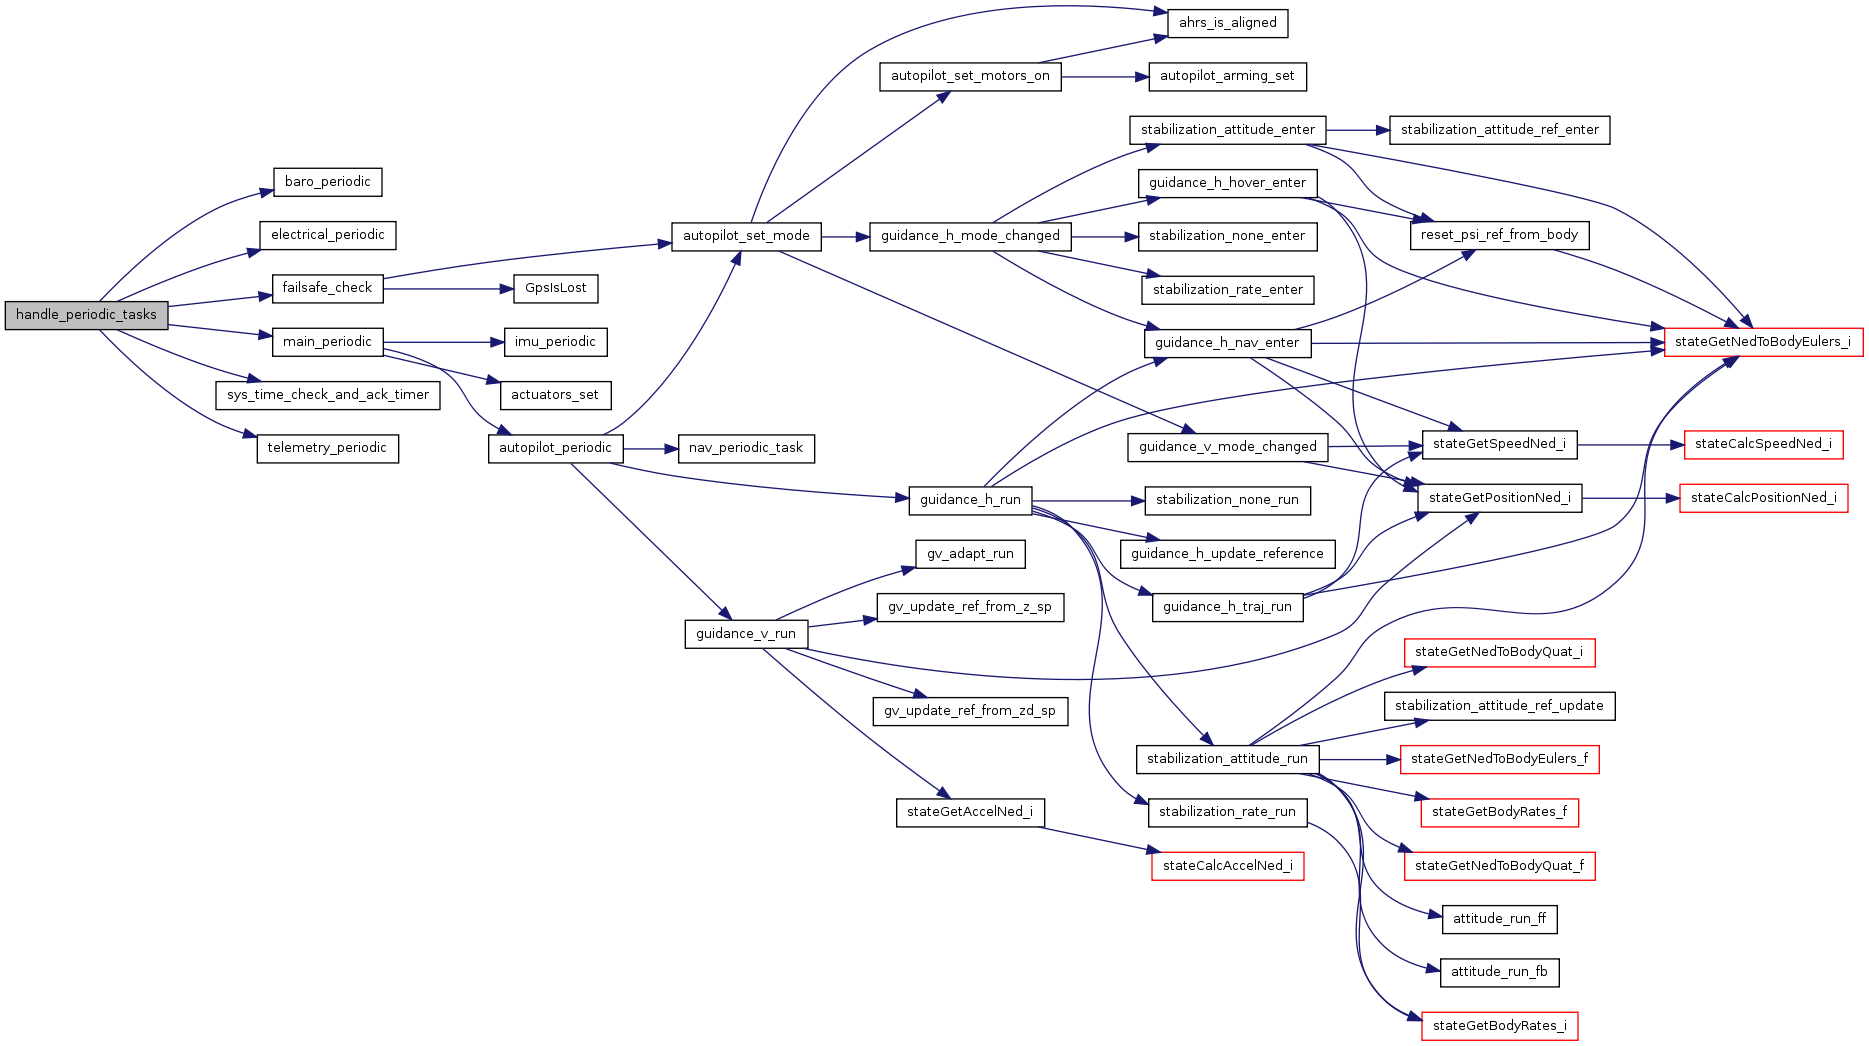 handle_periodic_tasks
baro_periodic
electrical_periodic
failsafe_check
main_periodic
sys_time_check_and_ack_timer
telemetry_periodic
GpsIsLost
imu_periodic
actuators_set
autopilot_periodic
autopilot_set_mode
nav_periodic_task
guidance_v_run
autopilot_set_motors_on
guidance_h_mode_changed
guidance_h_run
gv_adapt_run
gv_update_ref_from_z_sp
gv_update_ref_from_zd_sp
stateGetAccelNed_i
ahrs_is_aligned
autopilot_arming_set
stabilization_attitude_enter
guidance_h_hover_enter
stabilization_none_enter
stabilization_rate_enter
guidance_h_nav_enter
guidance_v_mode_changed
stabilization_none_run
guidance_h_update_reference
guidance_h_traj_run
stabilization_attitude_run
stabilization_rate_run
stateCalcAccelNed_i
stabilization_attitude_ref_enter
reset_psi_ref_from_body
stateGetSpeedNed_i
stateGetPositionNed_i
stateGetNedToBodyQuat_i
stabilization_attitude_ref_update
stateGetNedToBodyEulers_f
stateGetBodyRates_f
stateGetNedToBodyQuat_f
attitude_run_ff
attitude_run_fb
stateGetBodyRates_i
stateGetNedToBodyEulers_i
stateCalcSpeedNed_i
stateCalcPositionNed_i